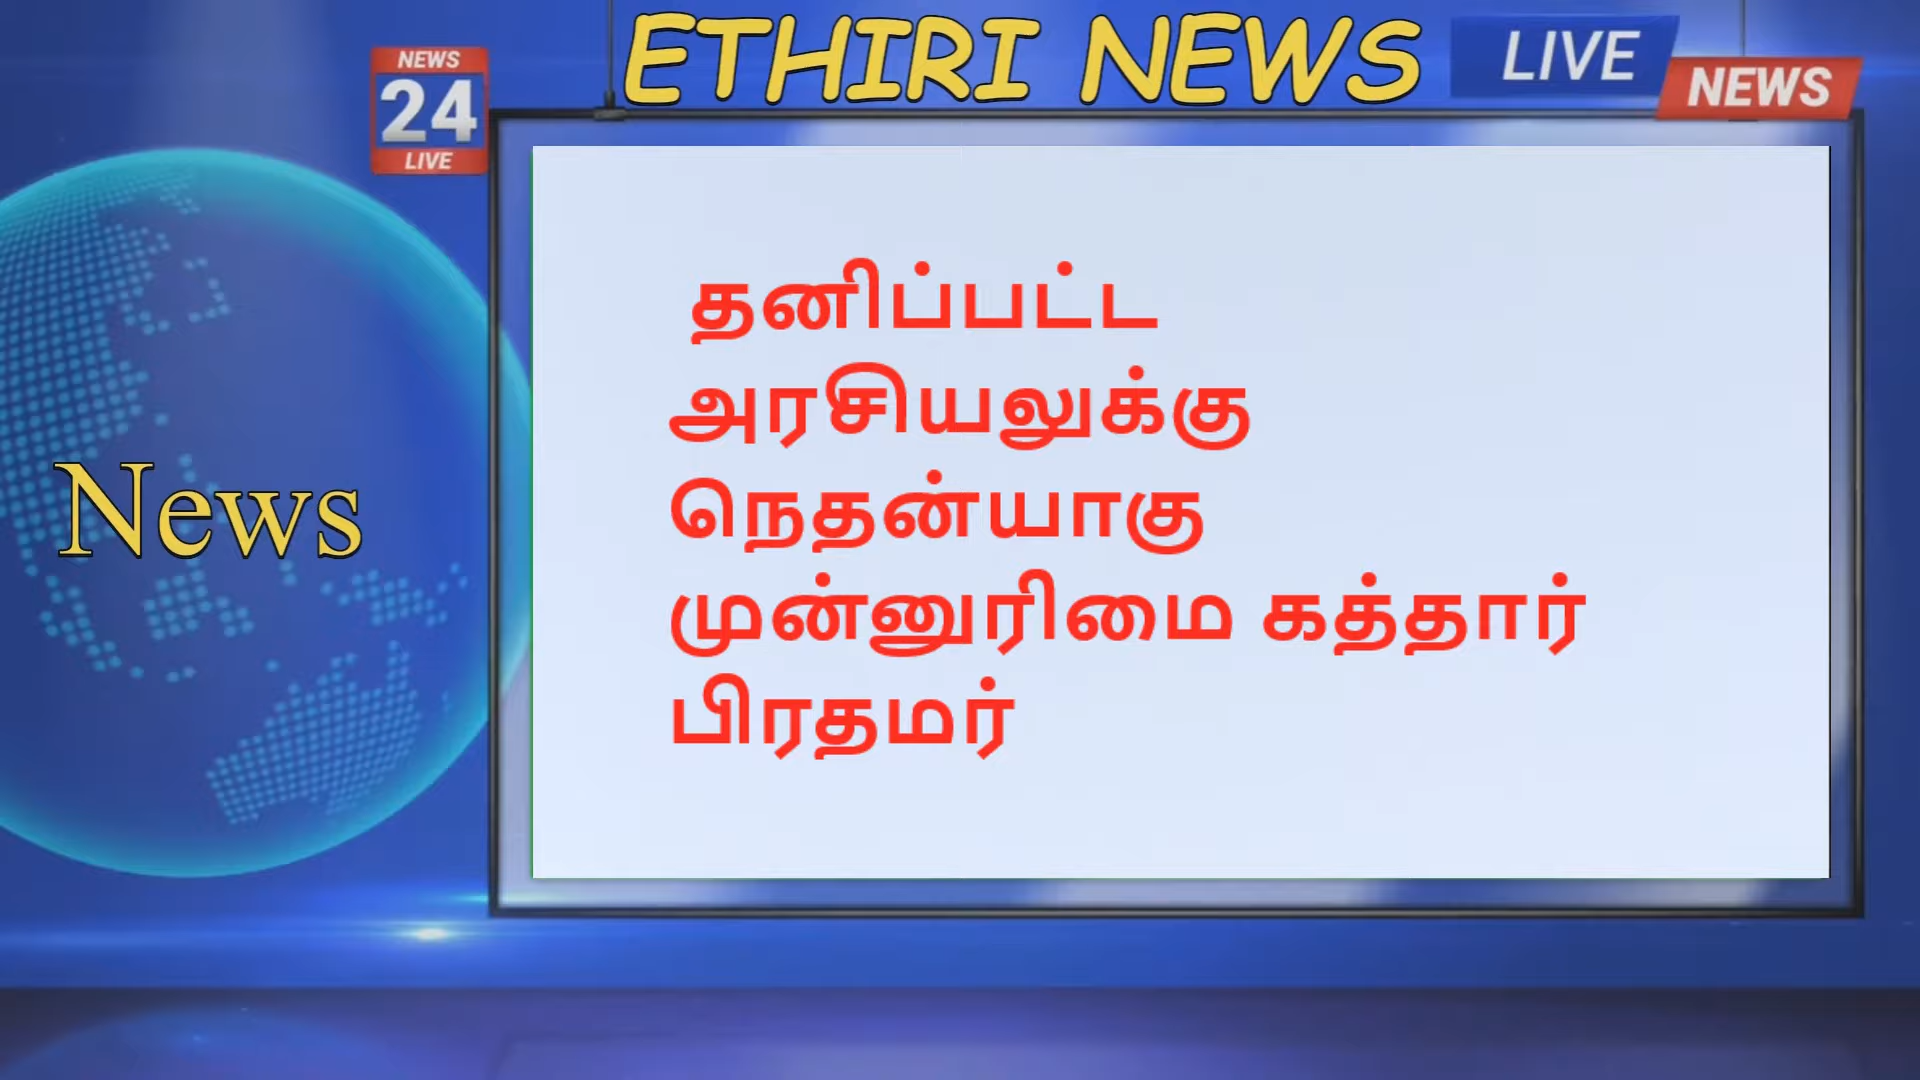 ETHIRI NEWS
LIVE
NEWS
NEWS
24
LIVE
தனிப்பட்ட
அரசியலுக்கு
நெதன்யாகு
முன்னுரிமை கத்தார்
பிரதமர்
News